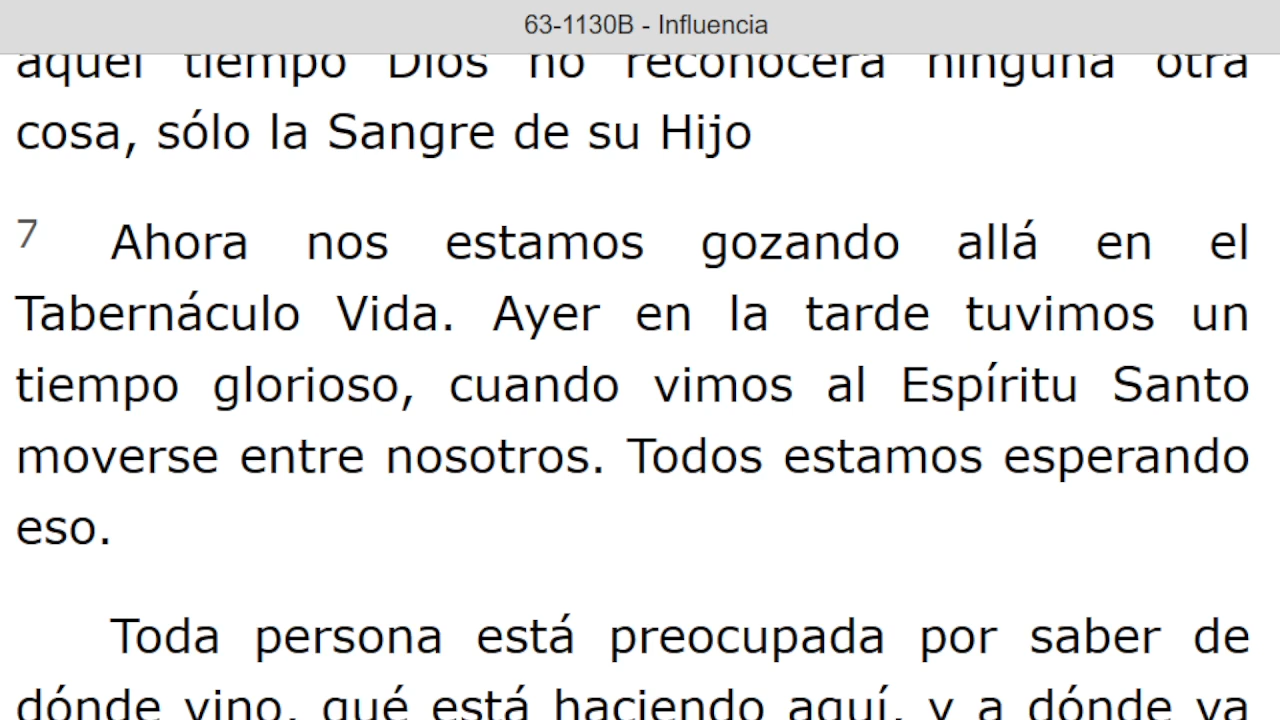 63-1130B - Influencia
aquel tiempo Dios no reconocerá ninguna otra
cosa, sólo la Sangre de su Hijo
7 Ahora nos estamos gozando allá en el
Tabernáculo Vida. Ayer en la tarde tuvimos un
tiempo glorioso, cuando vimos al Espíritu Santo
moverse entre nosotros. Todos estamos esperando
eso.
Toda persona está preocupada por saber de
dónde vino, qué está haciendo aquí, y a dónde va